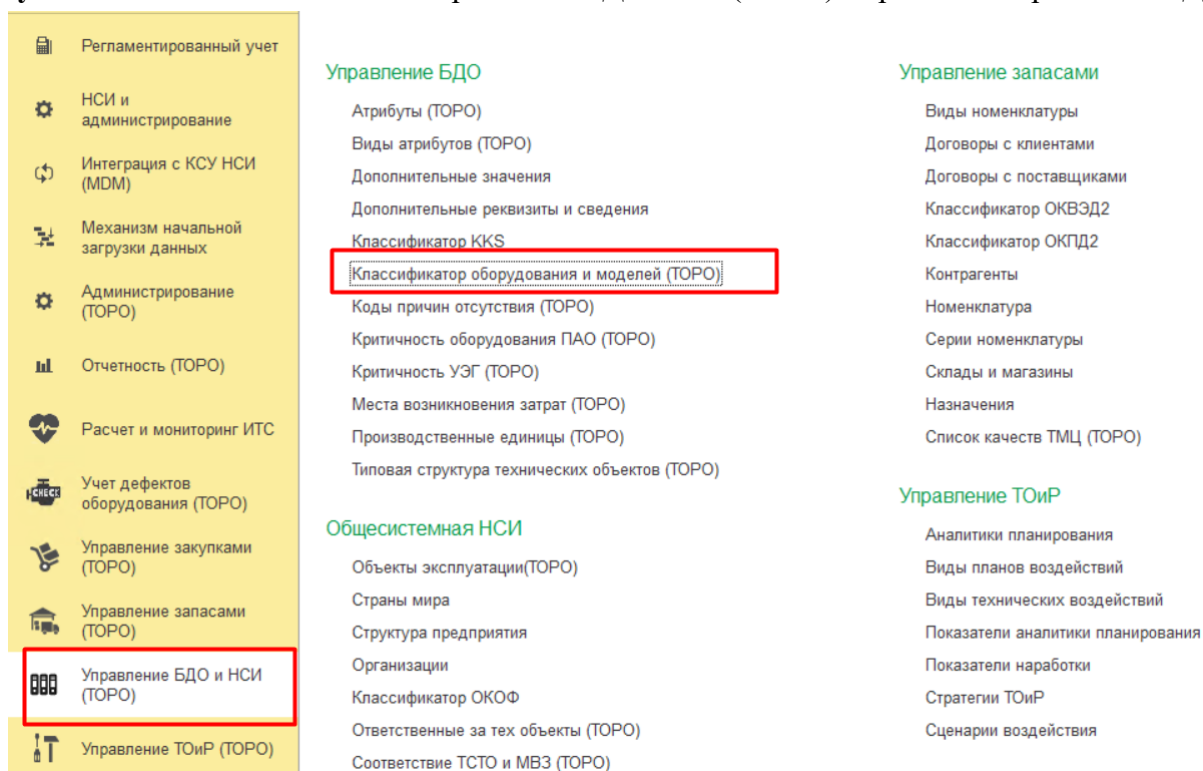 Регламентированный учет
НСИ и
администрирование
Интеграция с КСУ НСИ
(MDM)
Механизм начальной
загрузки данных
Администрирование
(ТОРО)
Отчетность (ТОРО)
Расчет и мониторинг ИТС
CHECK
Учет дефектов
оборудования (ТОРО)
Управление закупками
(ТОРО)
Управление запасами
(ТОРО)
Управление БДО и НСИ
(ТОРО)
Управление ТОиР (ТОРО)
Управление БДО
Атрибуты (ТОРО)
Виды атрибутов (ТОРО)
Дополнительные значения
Дополнительные реквизиты и сведения
Классификатор KKS
Классификатор оборудования и моделей (ТОРО)
Коды причин отсутствия (ТОРО)
Критичность оборудования ПАО (ТОРО)
Критичность УЭГ (ТОРО)
Места возникновения затрат (ТОРО)
Производственные единицы (ТОРО)
Типовая структура технических объектов (ТОРО)
Общесистемная НСИ
Объекты эксплуатации(ТОРО)
Страны мира
Структура предприятия
Организации
Классификатор ОКОФ
Ответственные за тех объекты (ТОРО)
Соответствие ТСТО и МВЗ (ТОРО)
Управление запасами
Виды номенклатуры
Договоры с клиентами
Договоры с поставщиками
Классификатор ОКВЭД2
Классификатор ОКПД2
Контрагенты
Номенклатура
Серии номенклатуры
Склады и магазины
Назначения
Список качеств ТМЦ (ТОРО)
Управление ТОиР
Аналитики планирования
Виды планов воздействий
Виды технических воздействий
Показатели аналитики планирования
Показатели наработки
Стратегии ТОиР
Сценарии воздействия